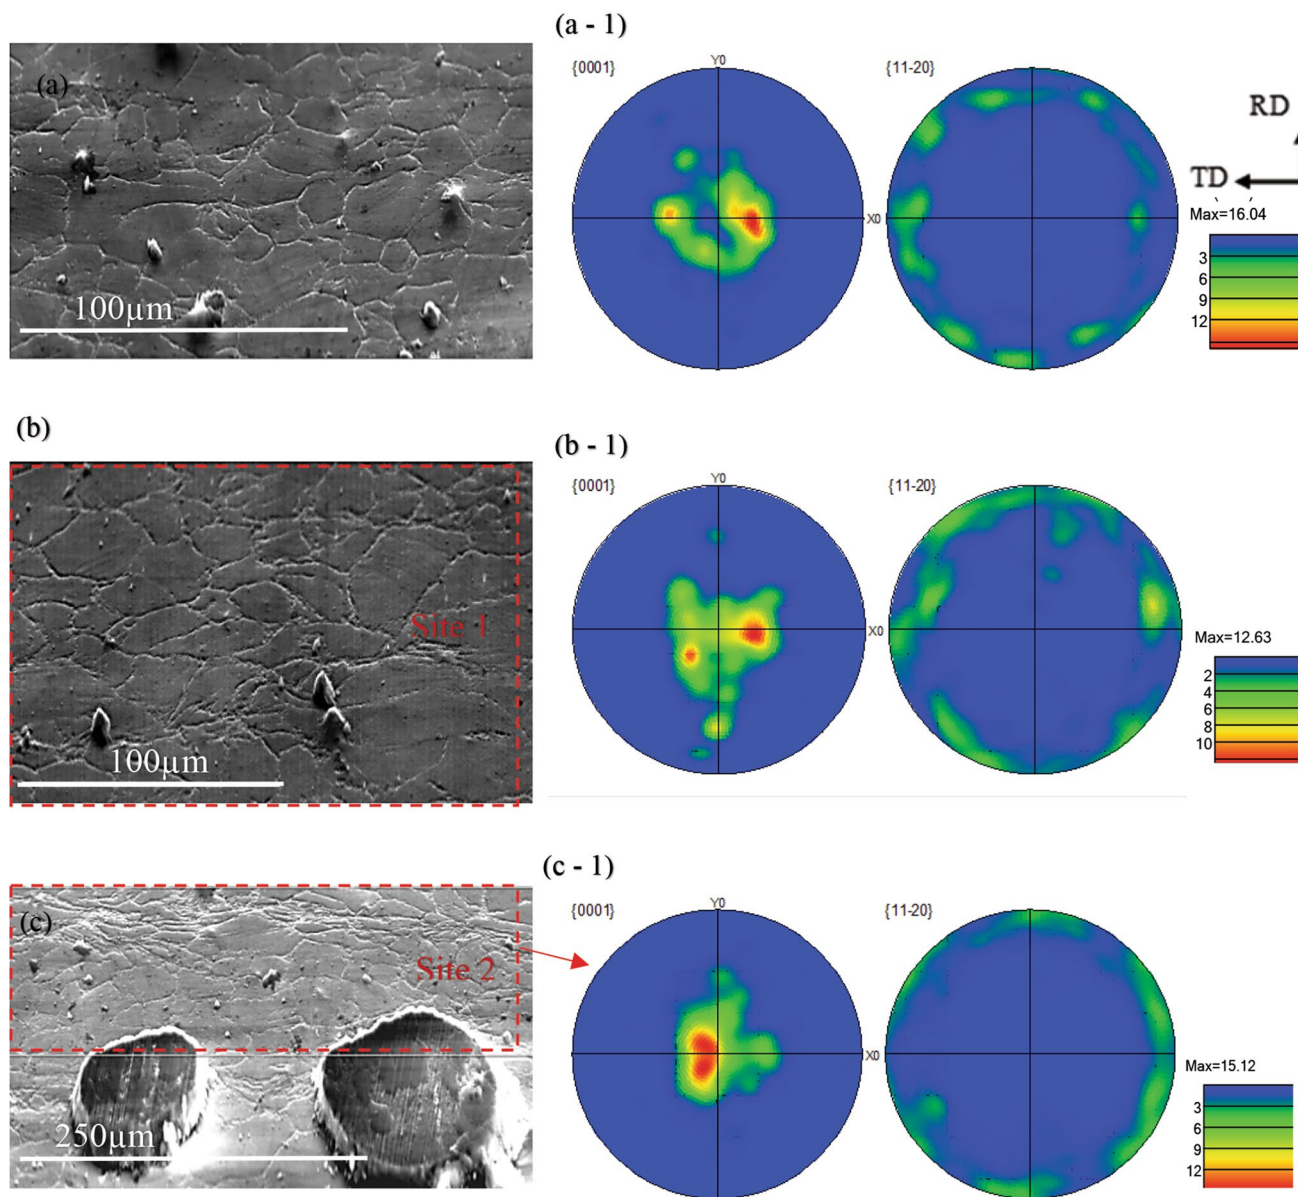 (a - 1)
(a)
{0001}
Y0
{11-20}
X0
RD
TD
Max=16.04
3
6
9
12
100µm
(b)
(b - 1)
{0001}
Y0
{11-20}
X0
Site 1
Max=12.63
2
4
6
8
10
100µm
(c - 1)
(c)
{0001}
Y0
{11-20}
X0
Site 2
Max=15.12
3
6
9
12
250µm